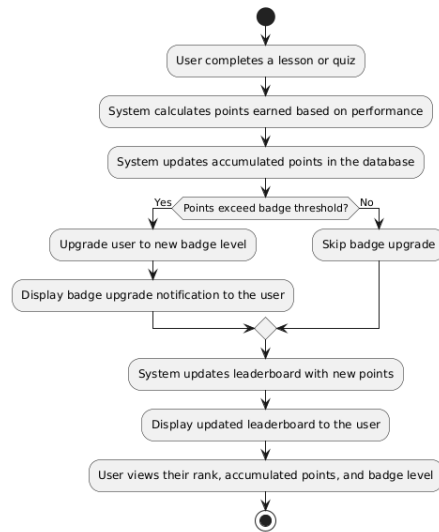 User completes a lesson or quiz
System calculates points earned based on performance
System updates accumulated points in the database
Yes
Points exceed badge threshold?
No
Upgrade user to new badge level
Skip badge upgrade
Display badge upgrade notification to the user
System updates leaderboard with new points
Display updated leaderboard to the user
User views their rank, accumulated points, and badge level